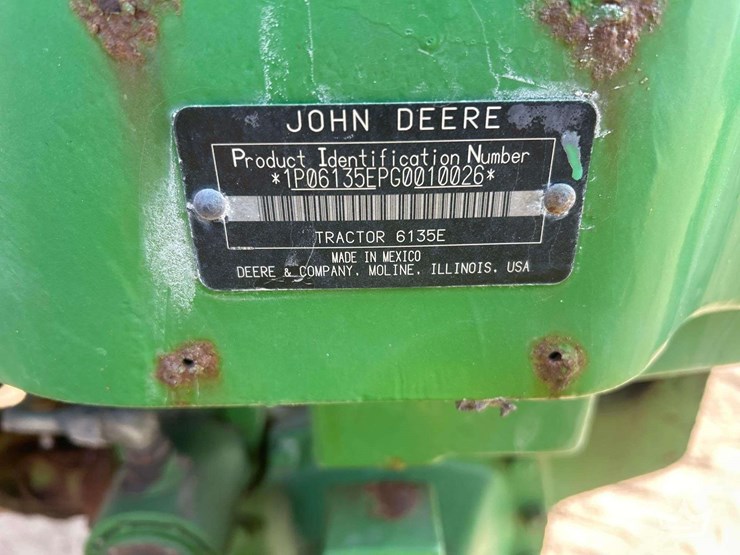 JOHN DEERE
Product Identification Number
*1P06135EPG0010026*
TRACTOR 6135E
MADE IN MEXICO
DEERE & COMPANY, MOLINE, ILLINOIS, USA